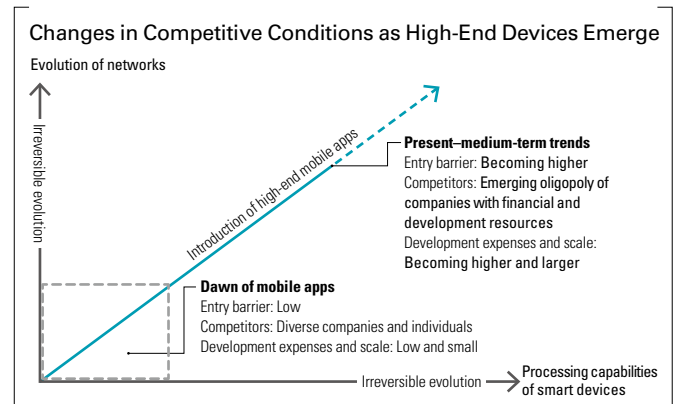 Changes in Competitive Conditions as High-End Devices Emerge
Evolution of networks
Irreversible evolution
Introduction of high-end mobile apps
Present–medium-term trends
Entry barrier: Becoming higher
Competitors: Emerging oligopoly of
companies with financial and
development resources
Development expenses and scale:
Becoming higher and larger
Dawn of mobile apps
Entry barrier: Low
Competitors: Diverse companies and individuals
Development expenses and scale: Low and small
Irreversible evolution
Processing capabilities
of smart devices